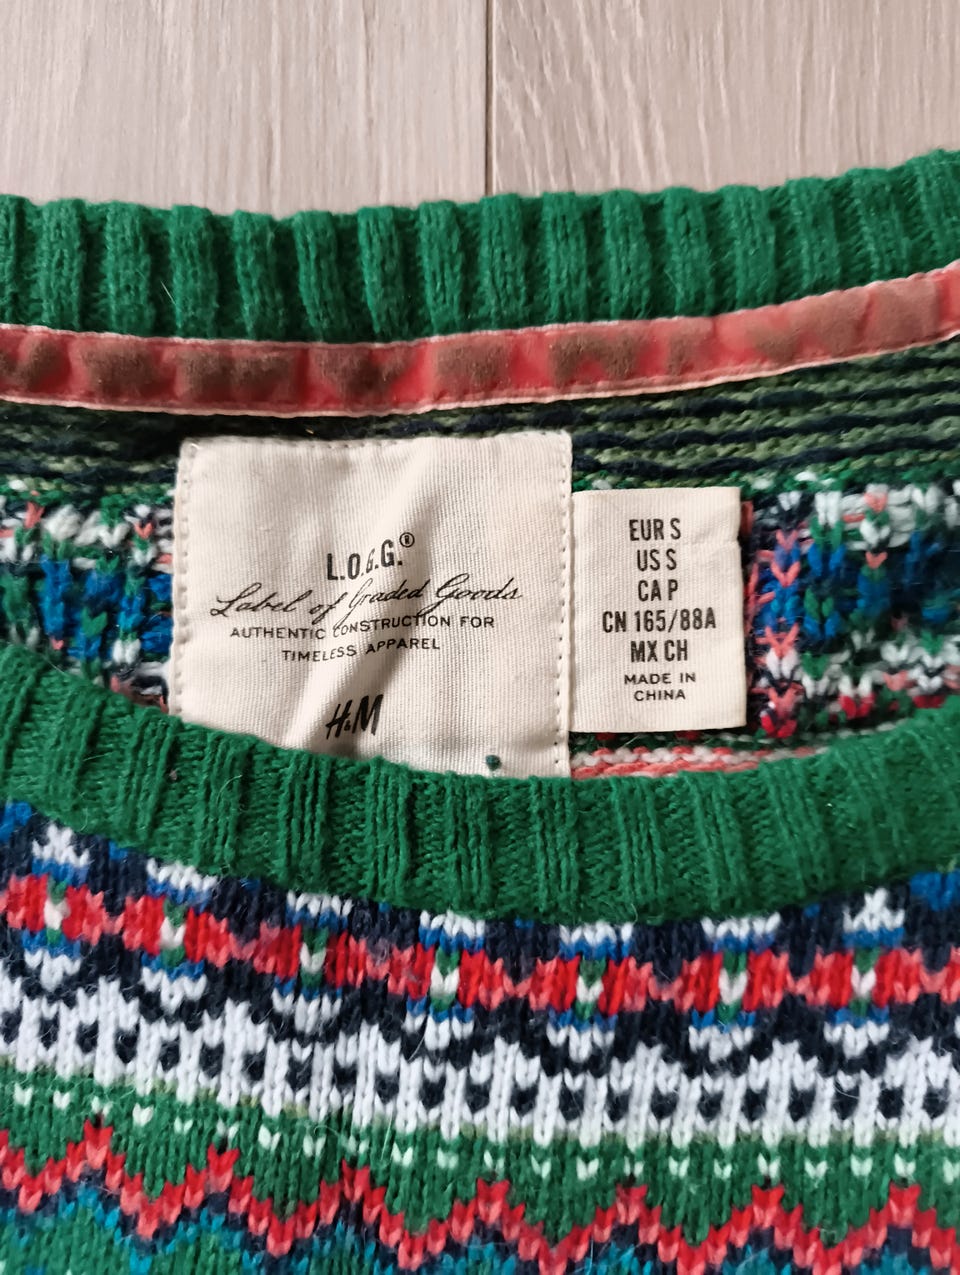 L.O.G.G.®
Label of Graded Goods
AUTHENTIC CONSTRUCTION FOR
TIMELESS APPAREL
H&M
EUR S
US S
CA P
CN 165/88A
MX CH
MADE IN
CHINA